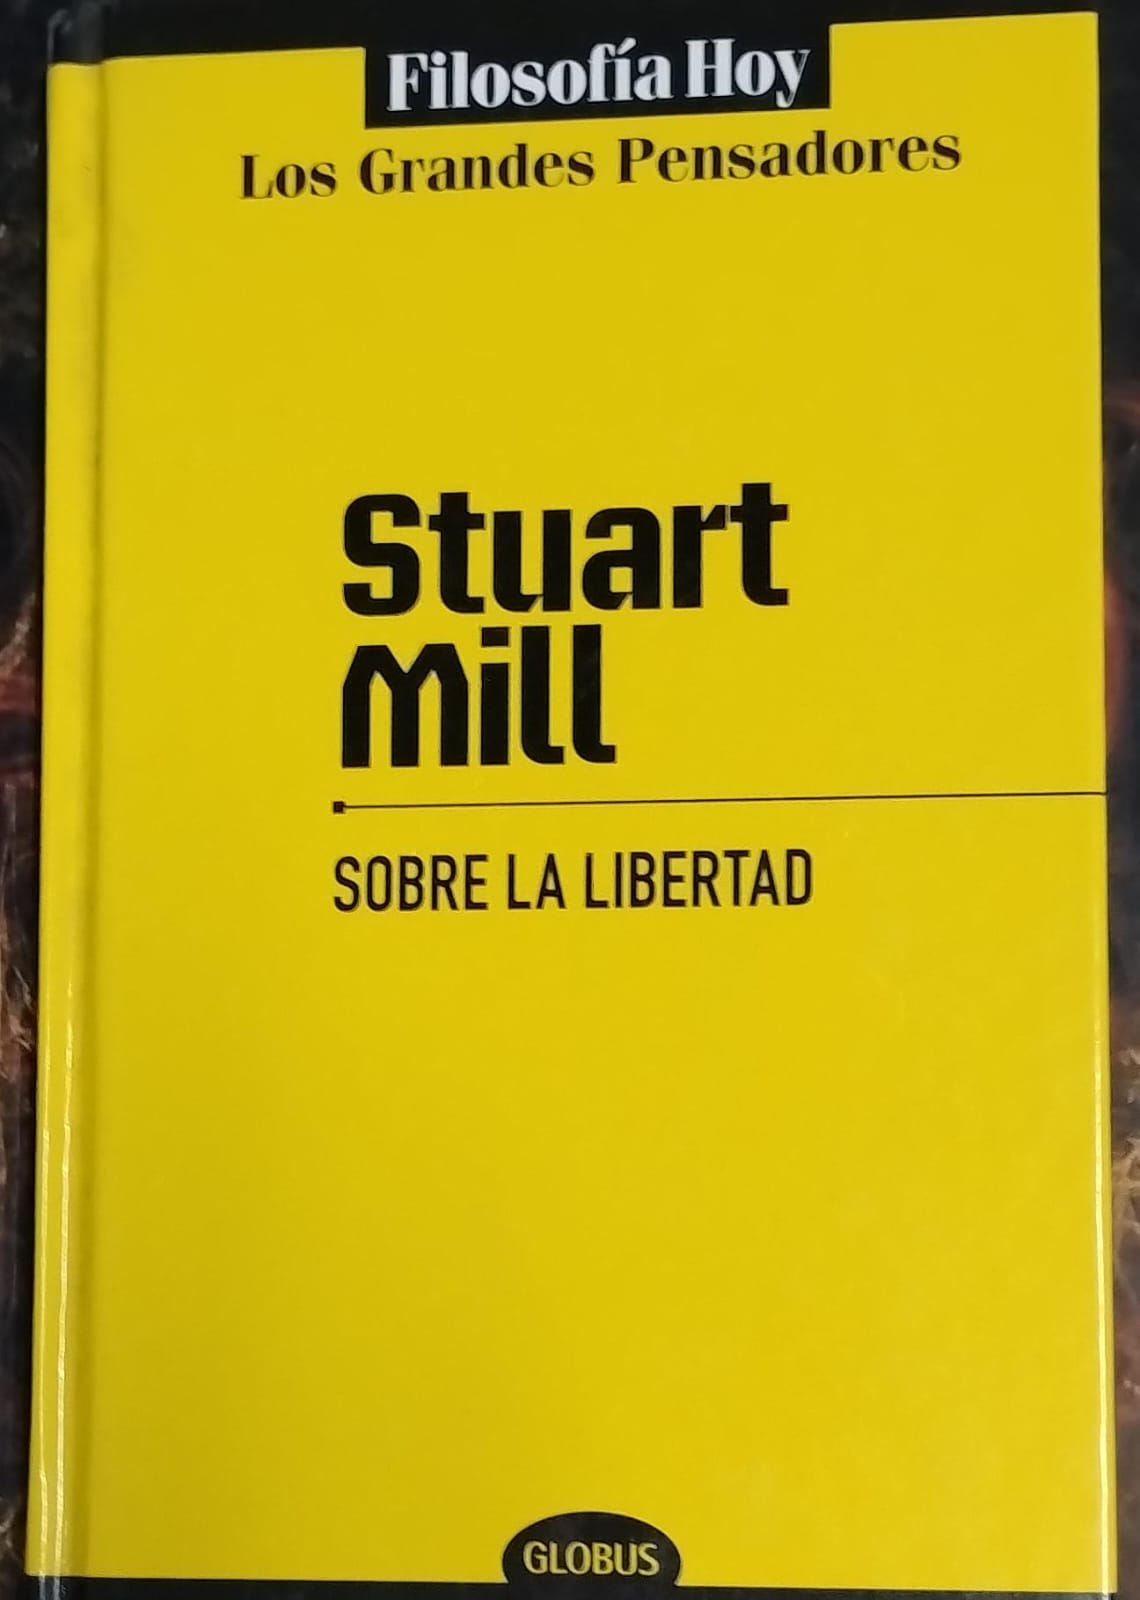 Filosofía Hoy
Los Grandes Pensadores
Stuart
Mill
SOBRE LA LIBERTAD
GLOBUS